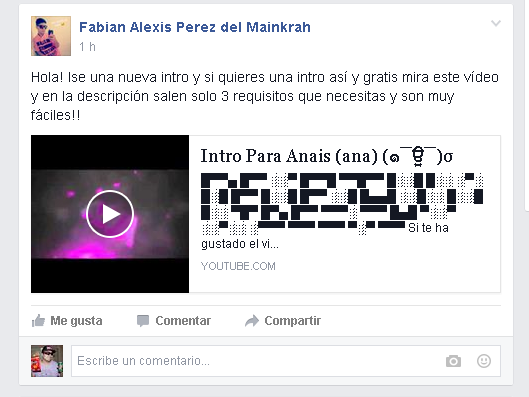 Fabian Alexis Perez del Mainkrah
1 h
Hola! Ise una nueva intro y si quieres una intro así y gratis mira este vídeo
y en la descripción salen solo 3 requisitos que necesitas y son muy
fáciles!!
Intro Para Anais (ana)
Si te ha
gustado el vi...
YOUTUBE.COM
Me gusta Comentar Compartir
Escribe un comentario...